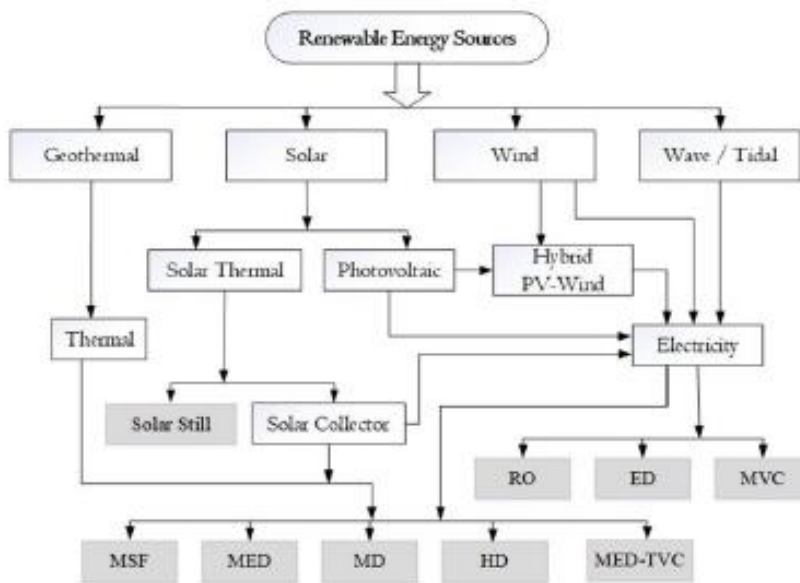 Renewable Energy Sources
Geothermal
Solar
Wind
Wave / Tidal
Solar Thermal
Photovoltaic
Hybrid
PV-Wind
Thermal
Electricity
Solar Still
Solar Collector
RO
ED
MVC
MSF
MED
MD
HD
MED-TVC